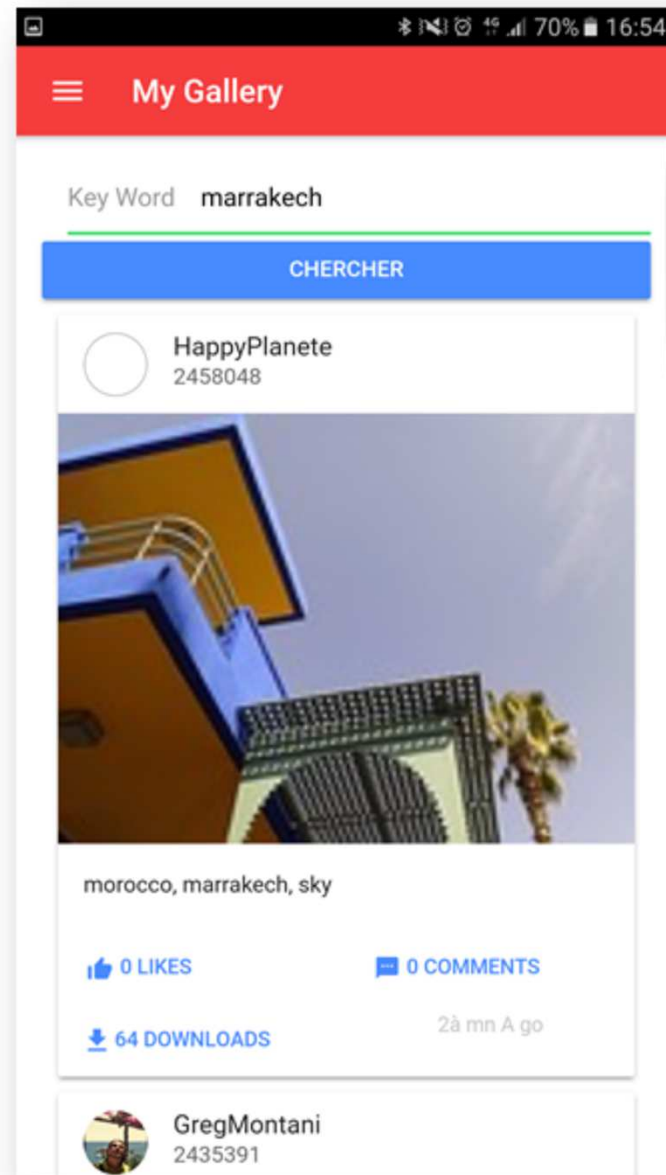 4G 70% 16:54
My Gallery
Key Word marrakech
CHERCHER
HappyPlanete
2458048
morocco, marrakech, sky
0 LIKES
0 COMMENTS
64 DOWNLOADS
2à mn A go
GregMontani
2435391